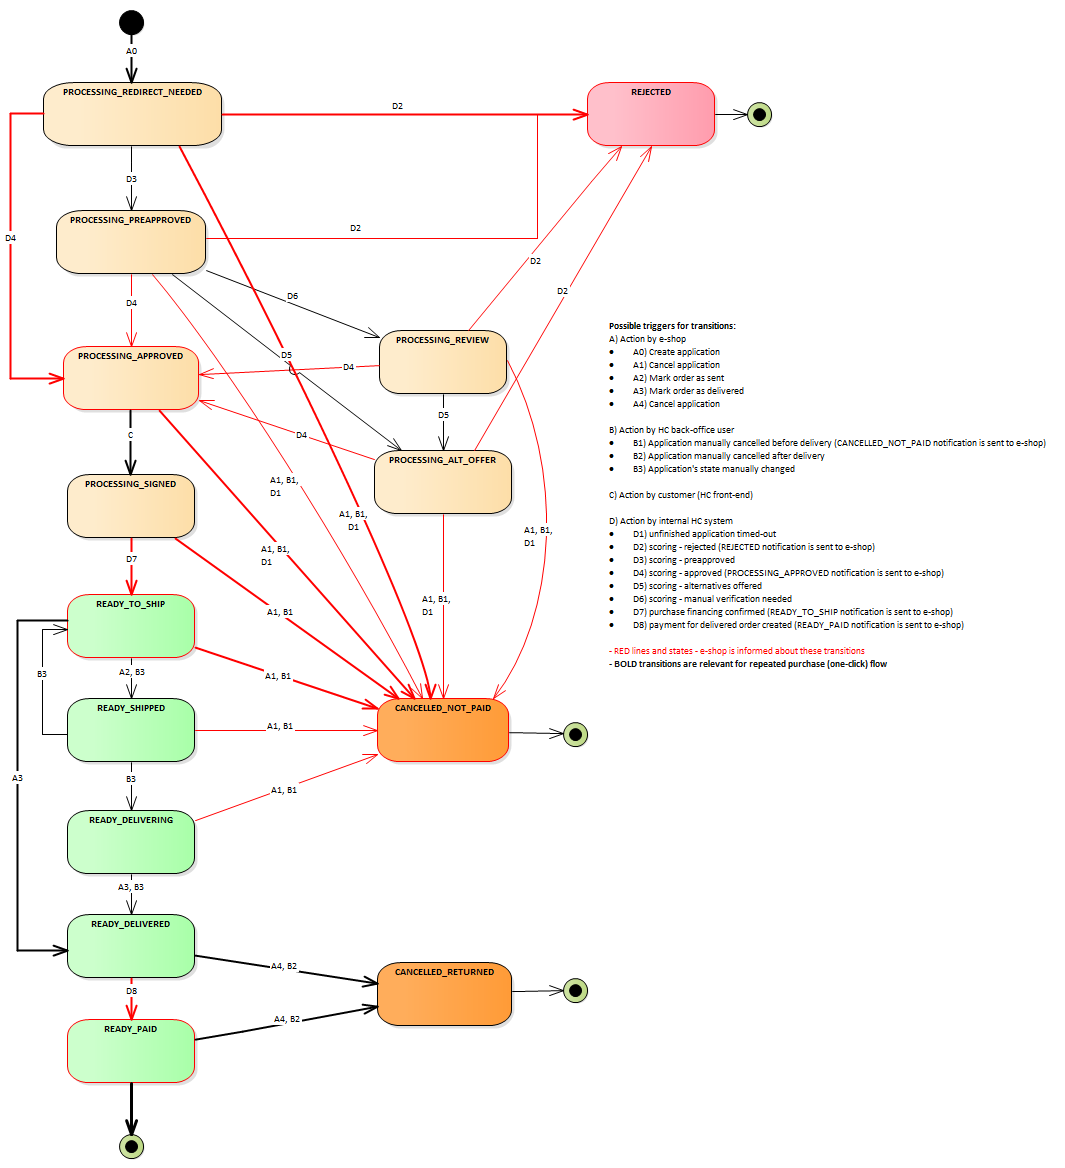 A0
PROCESSING_REDIRECT_NEEDED
REJECTED
D2
D3
PROCESSING_PREAPPROVED
D2
D4
D2
D6
D2
D4
PROCESSING_REVIEW
PROCESSING_APPROVED
D5
D4
D5
C
D4
PROCESSING_ALT_OFFER
PROCESSING_SIGNED
A1, B1,
D1
A1, B1,
D1
A1, B1,
D1
A1, B1,
D1
D7
A1, B1,
D1
READY_TO_SHIP
A1, B1
B3
A2, B3
A1, B1
READY_SHIPPED
CANCELLED_NOT_PAID
A1, B1
A3
B3
A1, B1
READY_DELIVERING
A3, B3
READY_DELIVERED
A4, B2
CANCELLED_RETURNED
D8
A4, B2
READY_PAID
Possible triggers for transitions:
A) Action by e-shop
• A0) Create application
• A1) Cancel application
• A2) Mark order as sent
• A3) Mark order as delivered
• A4) Cancel application
B) Action by HC back-office user
• B1) Application manually cancelled before delivery (CANCELLED_NOT_PAID notification is sent to e-shop)
• B2) Application manually cancelled after delivery
• B3) Application's state manually changed
C) Action by customer (HC front-end)
D) Action by internal HC system
• D1) unfinished application timed-out
• D2) scoring - rejected (REJECTED notification is sent to e-shop)
• D3) scoring - preapproved
• D4) scoring - approved (PROCESSING_APPROVED notification is sent to e-shop)
• D5) scoring - alternatives offered
• D6) scoring - manual verification needed
• D7) purchase financing confirmed (READY_TO_SHIP notification is sent to e-shop)
• D8) payment for delivered order created (READY_PAID notification is sent to e-shop)
- RED lines and states - e-shop is informed about these transitions
- BOLD transitions are relevant for repeated purchase (one-click) flow